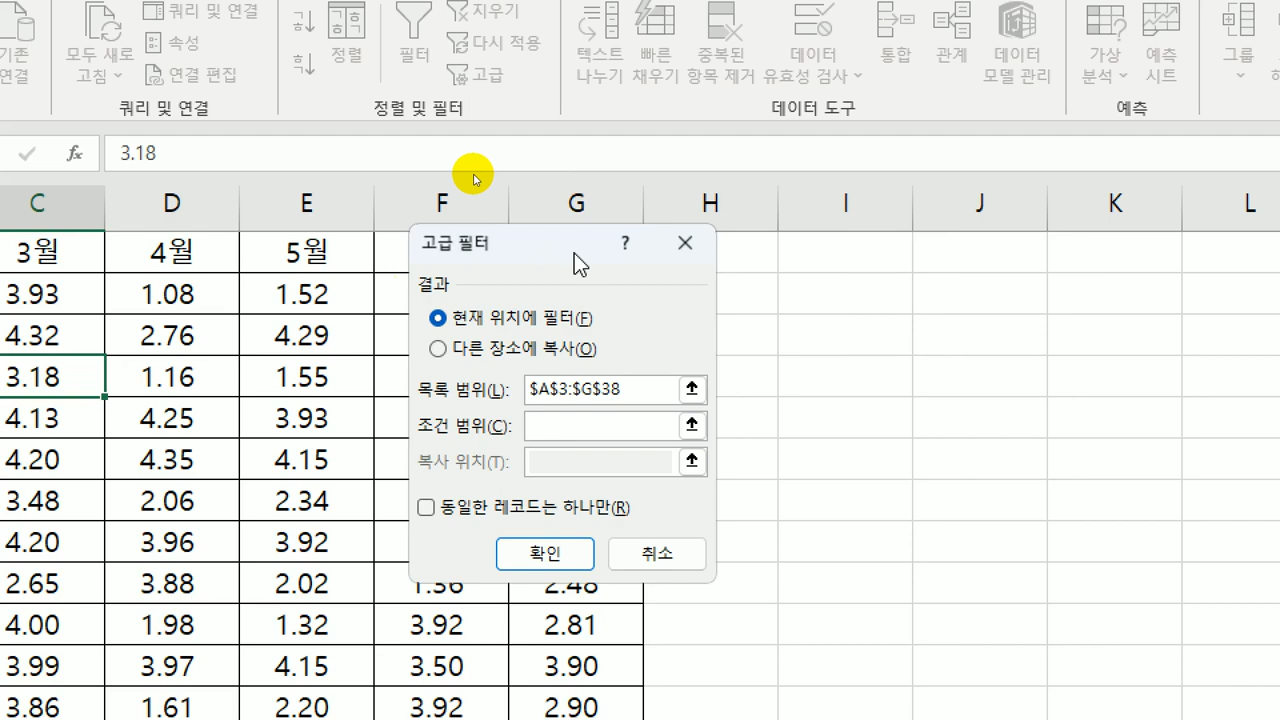 기존
연결
모두 새로
고침
쿼리 및 연결
속성
연결 편집
쿼리 및 연결
정렬
필터
지우기
다시 적용
고급
정렬 및 필터
텍스트
나누기
빠른
채우기
중복된
항목 제거
데이터
유효성 검사
통합
관계
데이터
모델 관리
데이터 도구
가상
분석
예측
시트
예측
그룹
fx 3.18
C D E F G H I J K L
3월 4월 5월
3.93 1.08 1.52
4.32 2.76 4.29
3.18 1.16 1.55
4.13 4.25 3.93
4.20 4.35 4.15
3.48 2.06 2.34
4.20 3.96 3.92
2.65 3.88 2.02 1.36 2.48
4.00 1.98 1.32 3.92 2.81
3.99 3.97 4.15 3.50 3.90
3.86 1.61 2.20 3.92 2.90
고급 필터 ?
결과
현재 위치에 필터(F)
다른 장소에 복사(O)
목록 범위(L): $A$3:$G$38
조건 범위(C):
복사 위치(T):
동일한 레코드는 하나만(R)
확인 취소